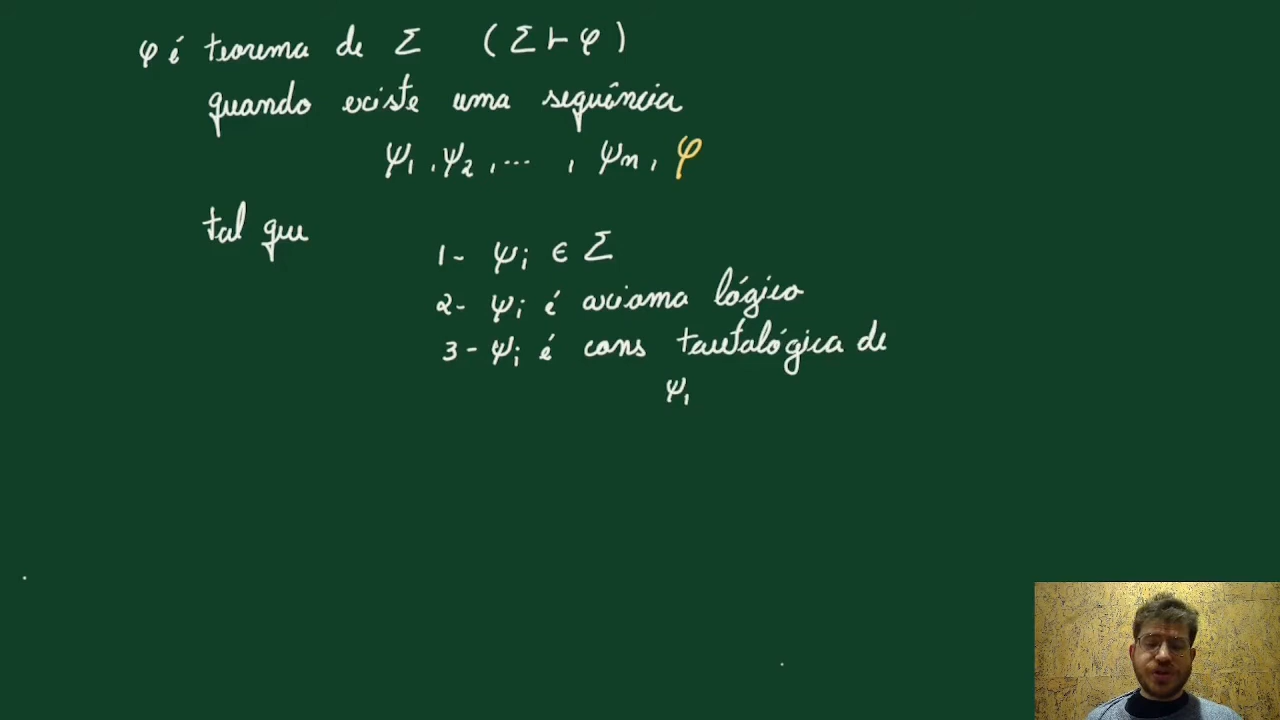 φ é teorema de Σ (Σ ⊢ φ)
quando existe uma sequência
ψ₁, ψ₂, ..., ψn, φ
tal que
1- ψi ∈ Σ
2- ψi é axioma lógico
3- ψi é cons tautológica de
ψ₁